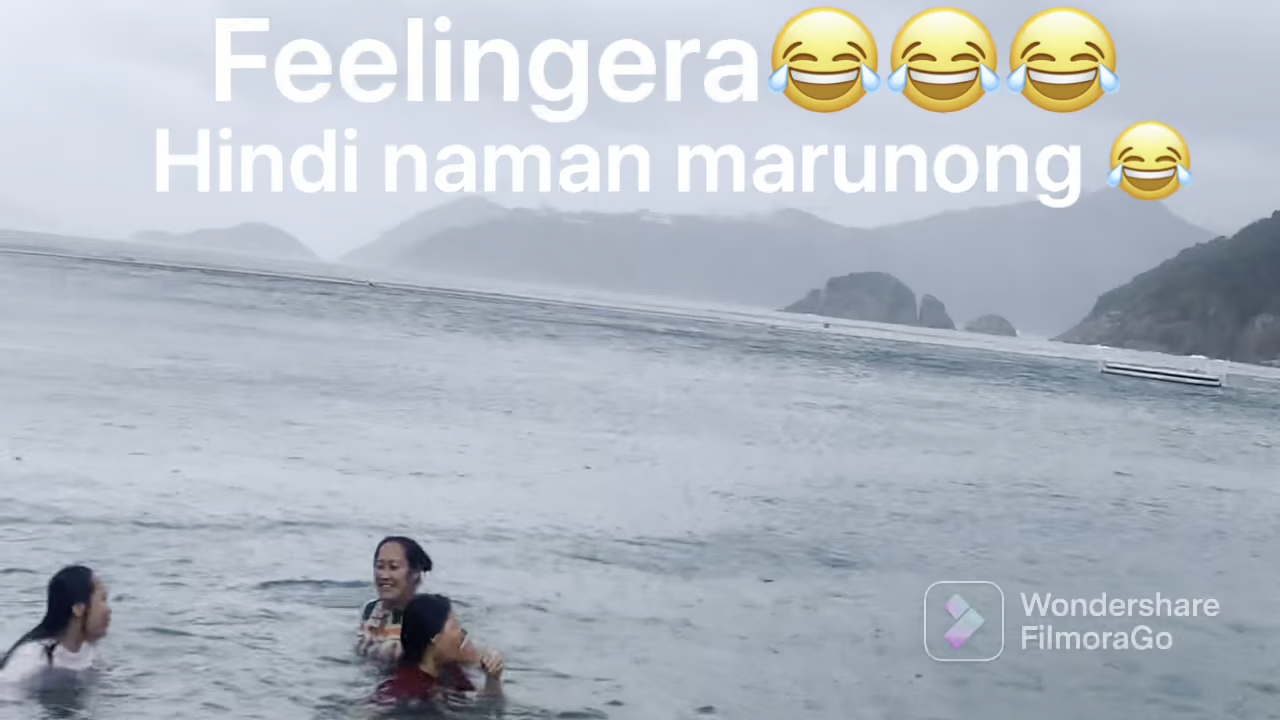 Feelingera😂😂😂
Hindi naman marunong 😂
Wondershare
FilmoraGo